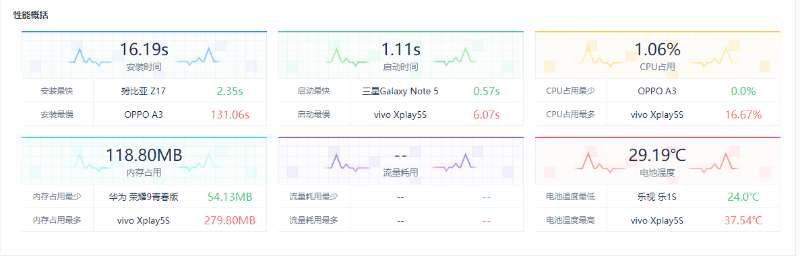 性能概括
16.19s
安装时间
安装最快 努比亚 Z17 2.35s
安装最慢 OPPO A3 131.06s
1.11s
启动时间
启动最快 三星Galaxy Note 5 0.57s
启动最慢 vivo Xplay5S 6.07s
1.06%
CPU占用
CPU占用最少 OPPO A3 0.0%
CPU占用最多 vivo Xplay5S 16.67%
118.80MB
内存占用
内存占用最少 华为 荣耀9青春版 54.13MB
内存占用最多 vivo Xplay5S 279.80MB
--
流量耗用
流量耗用最少 -- --
流量耗用最多 -- --
29.19℃
电池温度
电池温度最低 乐视 乐1S 24.0℃
电池温度最高 vivo Xplay5S 37.54℃